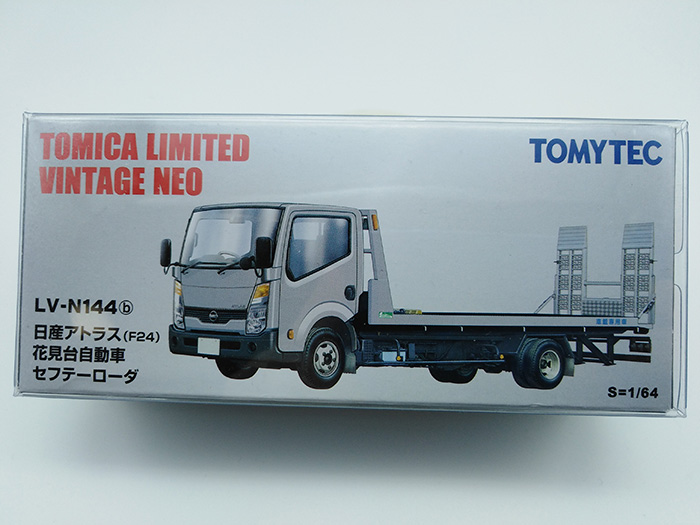 TOMICA LIMITED
VINTAGE NEO
TOMYTEC
LV-N144ⓑ
日産アトラス(F24)
花見台自動車
セフテーローダ
S=1/64